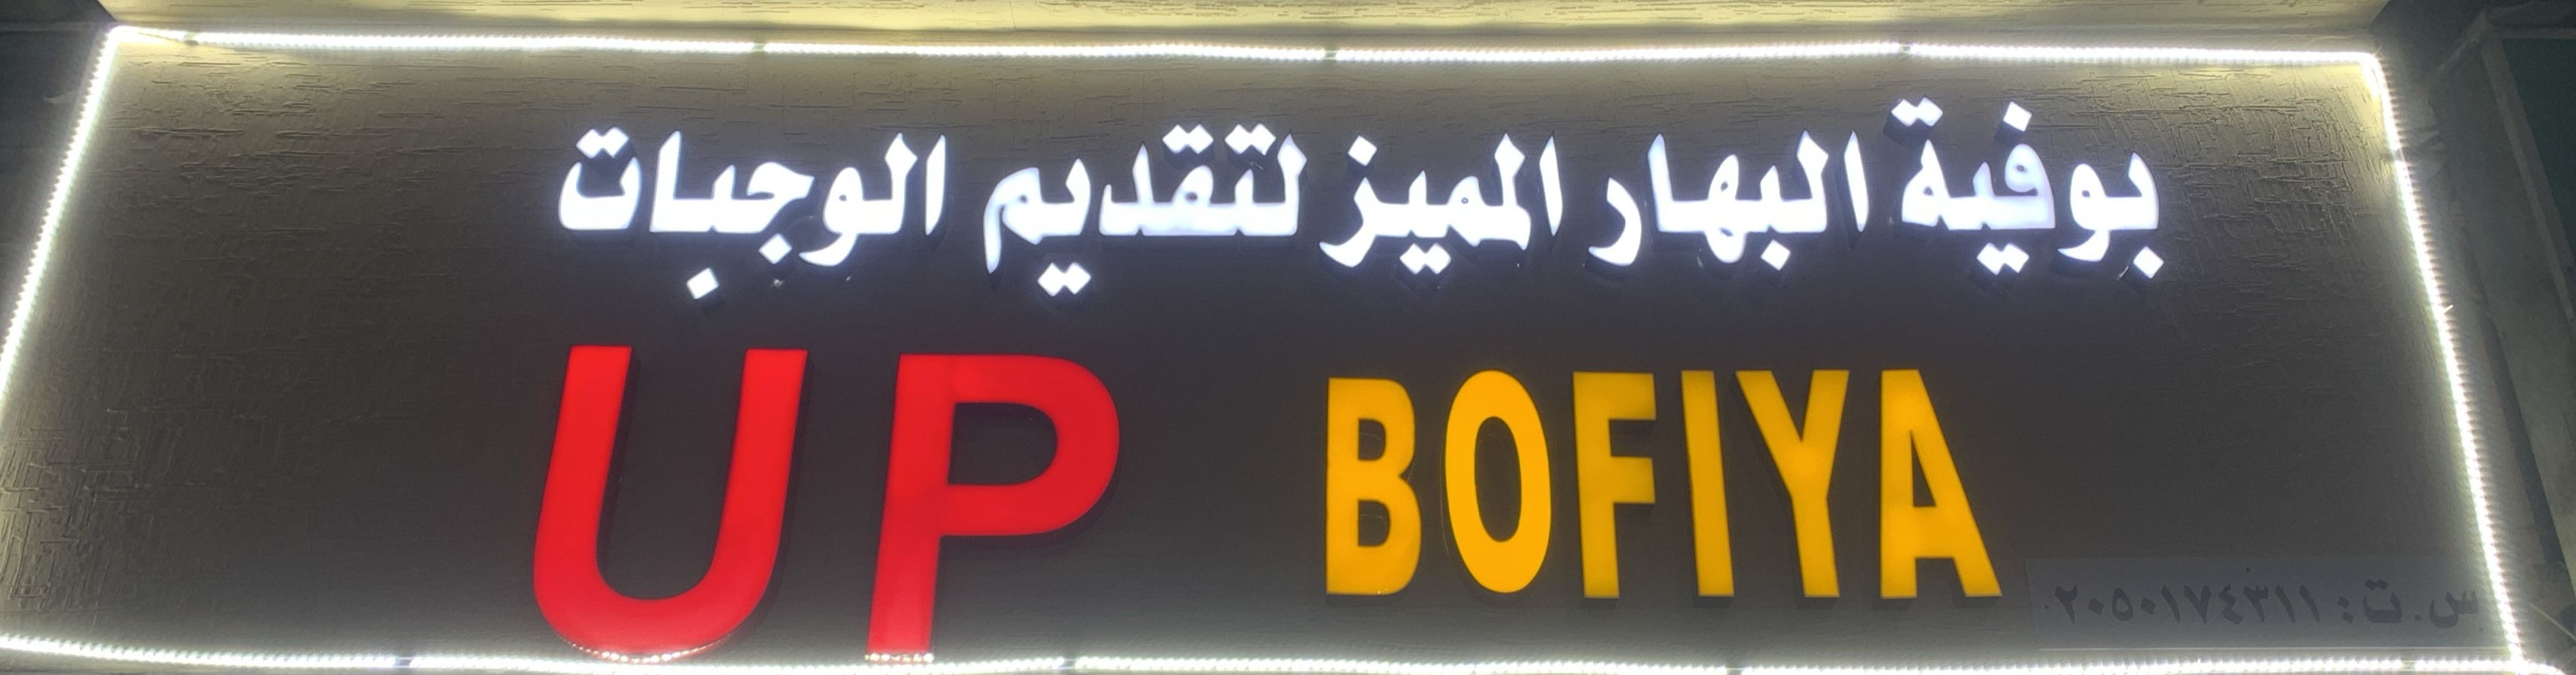 بوفية البهار المميز لتقديم الوجبات
UP BOFIYA
س.ت: ٢٠٥٠١٧٤٣١١